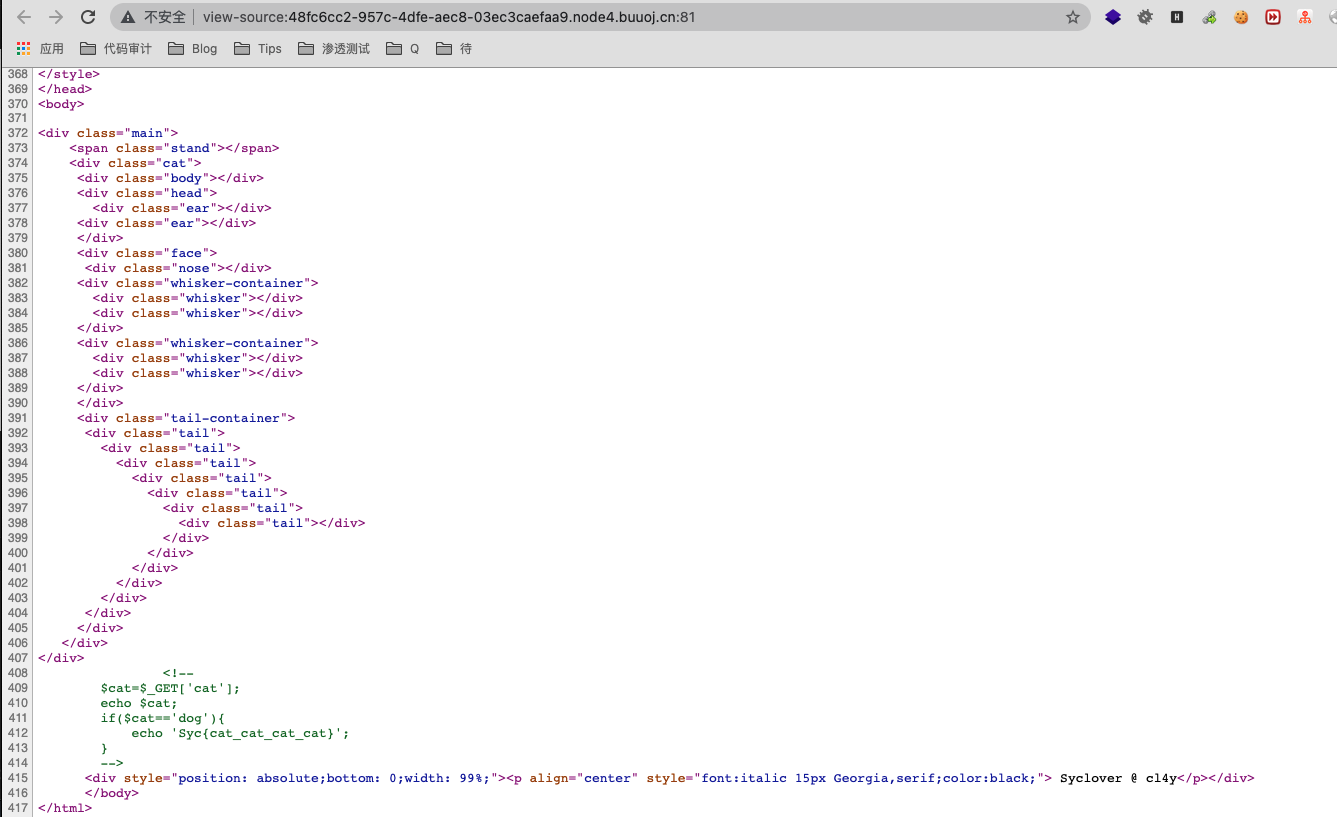 不安全 | view-source:48fc6cc2-957c-4dfe-aec8-03ec3caefaa9.node4.buuoj.cn:81
应用 代码审计 Blog Tips 渗透测试 Q 待
368 </style>
369 </head>
370 <body>
371
372 <div class="main">
373     <span class="stand"></span>
374     <div class="cat">
375      <div class="body"></div>
376      <div class="head">
377        <div class="ear"></div>
378      <div class="ear"></div>
379      </div>
380      <div class="face">
381       <div class="nose"></div>
382      <div class="whisker-container">
383        <div class="whisker"></div>
384        <div class="whisker"></div>
385      </div>
386      <div class="whisker-container">
387        <div class="whisker"></div>
388        <div class="whisker"></div>
389      </div>
390      </div>
391      <div class="tail-container">
392       <div class="tail">
393         <div class="tail">
394           <div class="tail">
395             <div class="tail">
396               <div class="tail">
397                 <div class="tail">
398                   <div class="tail"></div>
399                 </div>
400               </div>
401             </div>
402           </div>
403         </div>
404       </div>
405      </div>
406    </div>
407 </div>
408                 <!--
409         $cat=$_GET['cat'];
410         echo $cat;
411         if($cat=='dog'){
412             echo 'Syc{cat_cat_cat_cat}';
413         }
414         -->
415       <div style="position: absolute;bottom: 0;width: 99%;"><p align="center" style="font:italic 15px Georgia,serif;color:black;"> Syclover @ cl4y</p></div>
416       </body>
417 </html>